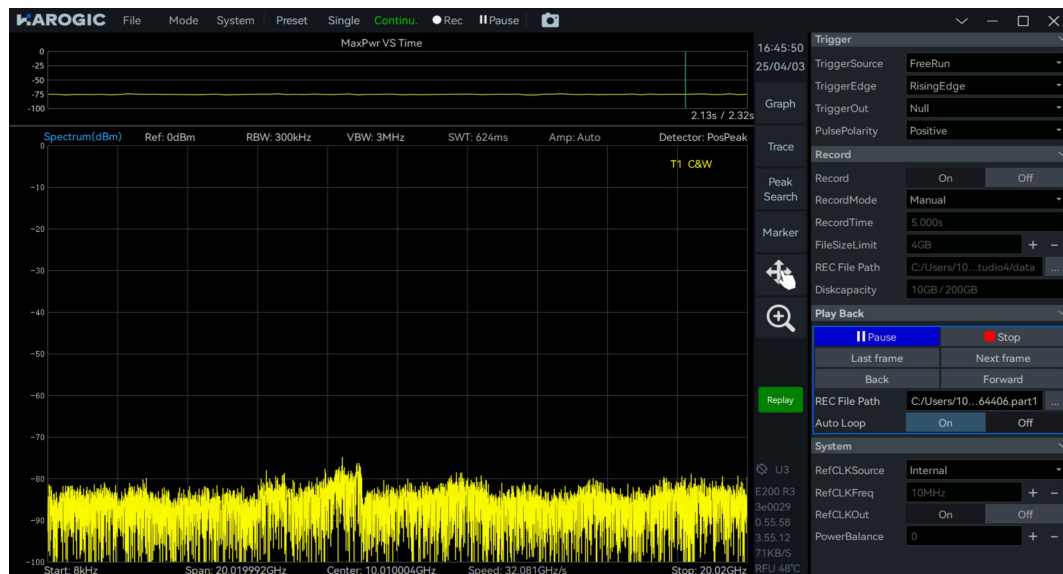 HAROGIC File Mode System Preset Single Continu. Rec Pause
MaxPwr VS Time
0
-25
-50
-75
-100
2.13s / 2.32s
Spectrum(dBm) Ref: 0dBm RBW: 300kHz VBW: 3MHz SWT: 624ms Amp: Auto Detector: PosPeak
T1 C&W
0
-10
-20
-30
-40
-50
-60
-70
-80
-90
-100
Start: 8kHz Span: 20.019992GHz Center: 10.010004GHz Speed: 32.081GHz/s Stop: 20.02GHz
16:45:50
25/04/03
Graph
Trace
Peak
Search
Marker
Replay
U3
E200 R3
3e0029
0.55.58
3.55.12
71KB/S
RFU 48°C
Trigger
TriggerSource FreeRun
TriggerEdge RisingEdge
TriggerOut Null
PulsePolarity Positive
Record
Record On Off
RecordMode Manual
RecordTime 5.000s
FileSizeLimit 4GB + −
REC File Path C:/Users/10...tudio4/data ...
Diskcapacity 10GB / 200GB
Play Back
Pause Stop
Last frame Next frame
Back Forward
REC File Path C:/Users/10...64406.part1 ...
Auto Loop On Off
System
RefCLKSource Internal
RefCLKFreq 10MHz + −
RefCLKOut On Off
PowerBalance 0 + −